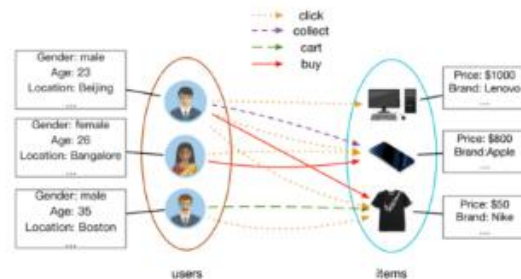 click
collect
cart
buy
Gender: male
Age: 23
Location: Beijing
...
Gender: female
Age: 26
Location: Bangalore
...
Gender: male
Age: 35
Location: Boston
...
Price: $1000
Brand: Lenovo
...
Price: $800
Brand:Apple
...
Price: $50
Brand: Nike
...
users
items